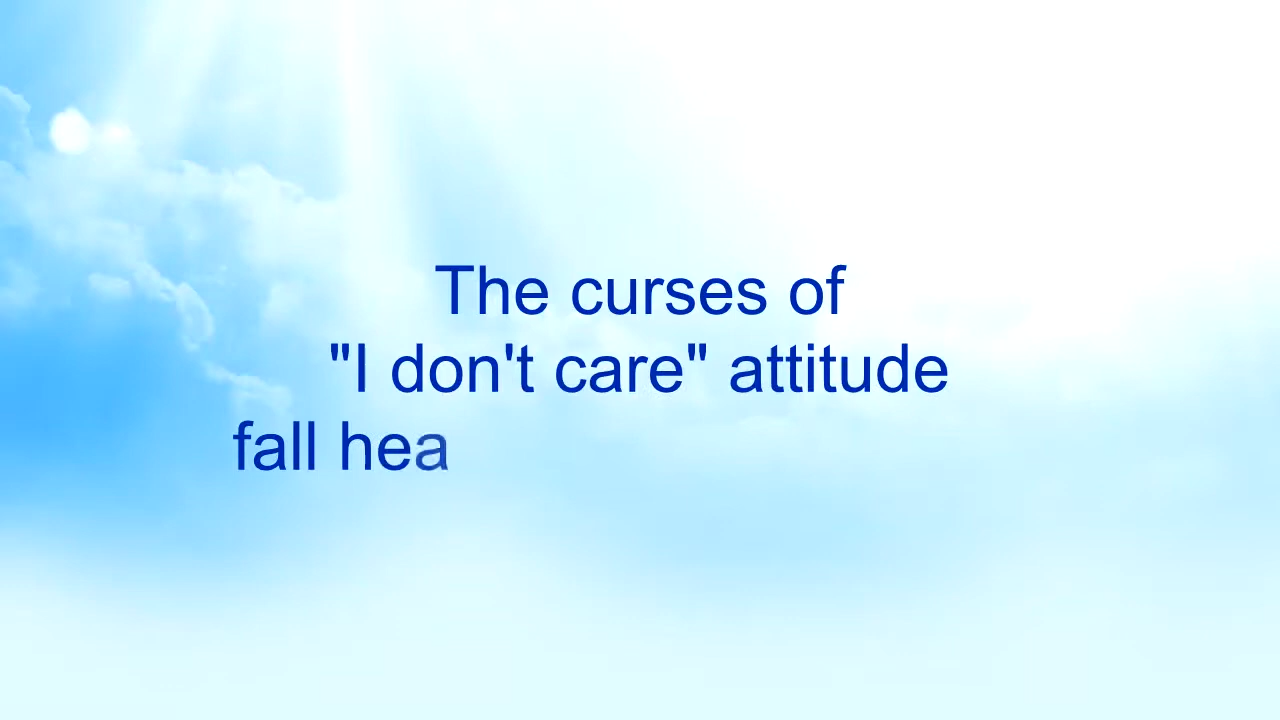 The curses of
"I don't care" attitude
fall hea